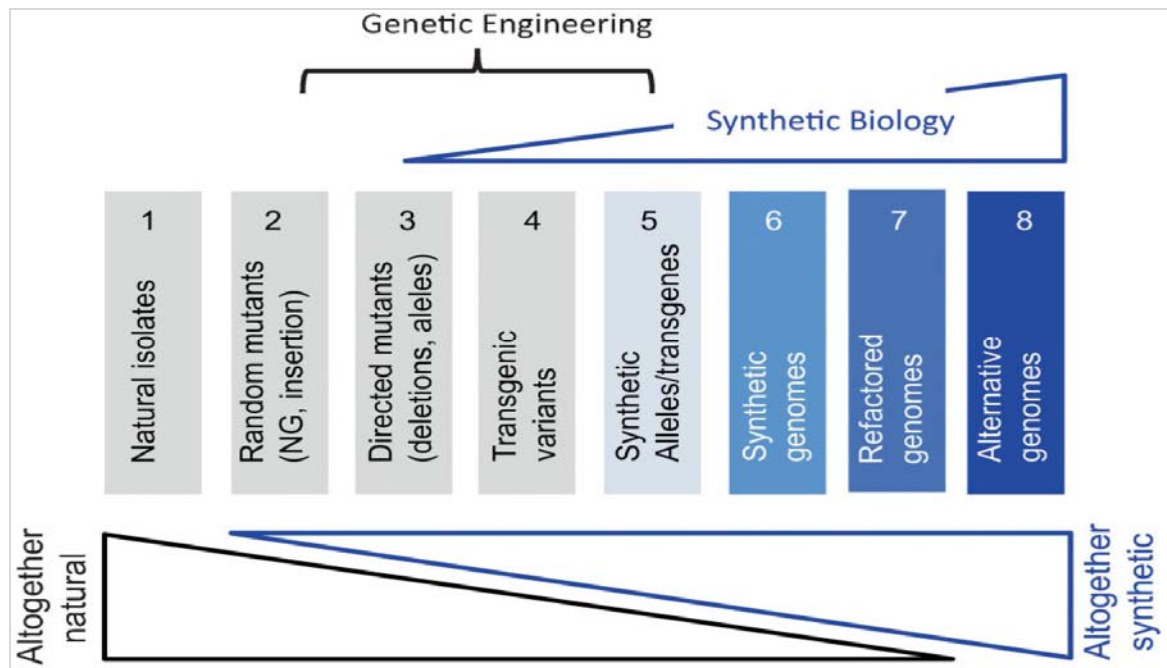 Genetic Engineering
Synthetic Biology
1
Natural isolates
2
Random mutants
(NG, insertion)
3
Directed mutants
(deletions, aleles)
4
Transgenic
variants
5
Synthetic
Alleles/transgenes
6
Synthetic
genomes
7
Refactored
genomes
8
Alternative
genomes
Altogether
natural
Altogether
synthetic